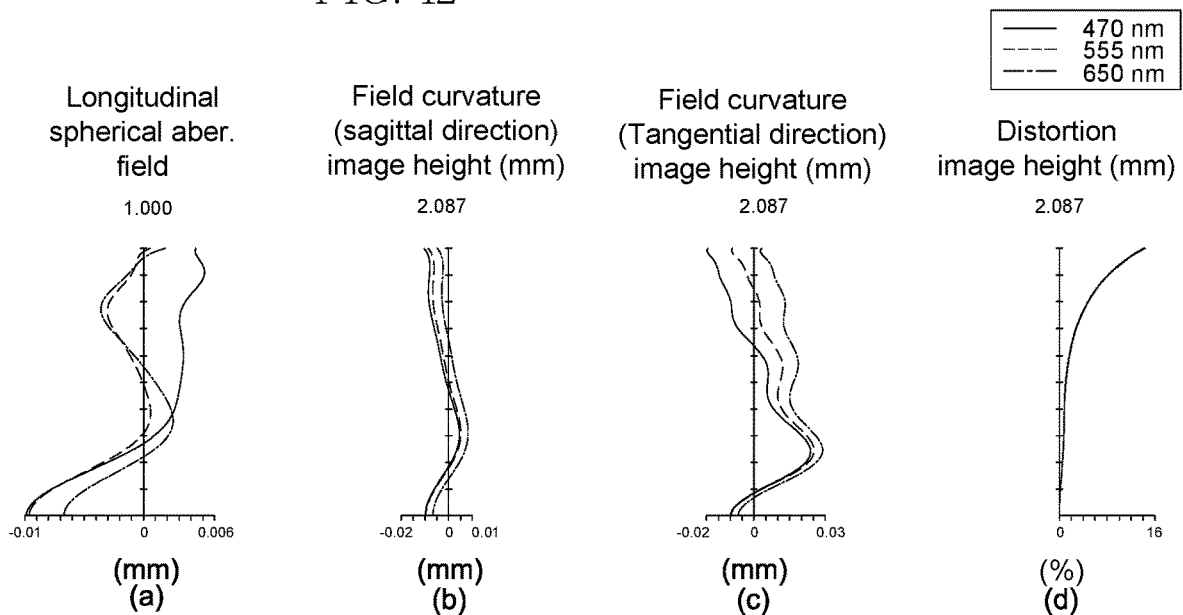 FIG. 42
470 nm
555 nm
650 nm
Longitudinal
spherical aber.
field
1.000
Field curvature
(sagittal direction)
image height (mm)
2.087
Field curvature
(Tangential direction)
image height (mm)
2.087
Distortion
image height (mm)
2.087
-0.01 0 0.006
(mm)
(a)
-0.02 0 0.01
(mm)
(b)
-0.02 0 0.03
(mm)
(c)
0 16
(%)
(d)